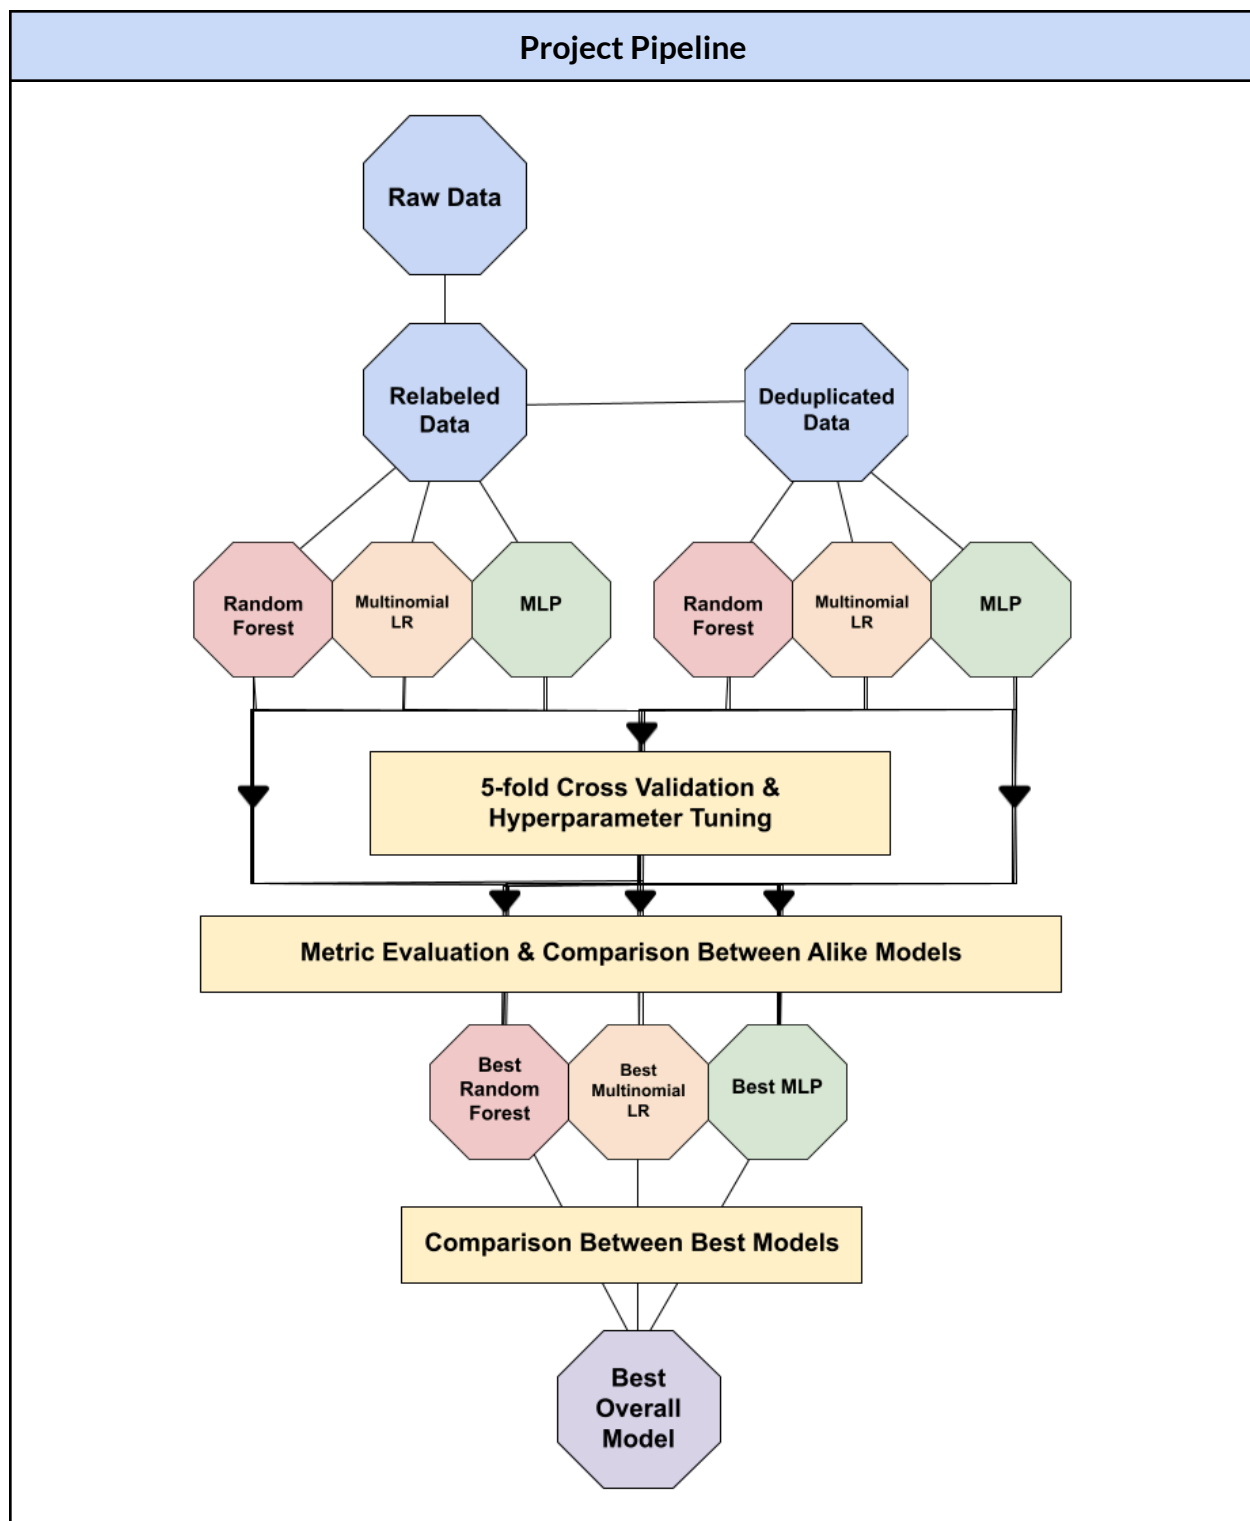 Project Pipeline
Raw Data
Relabeled
Data
Deduplicated
Data
Random
Forest
Multinomial
LR
MLP
Random
Forest
Multinomial
LR
MLP
5-fold Cross Validation &
Hyperparameter Tuning
Metric Evaluation & Comparison Between Alike Models
Best
Random
Forest
Best
Multinomial
LR
Best MLP
Comparison Between Best Models
Best
Overall
Model